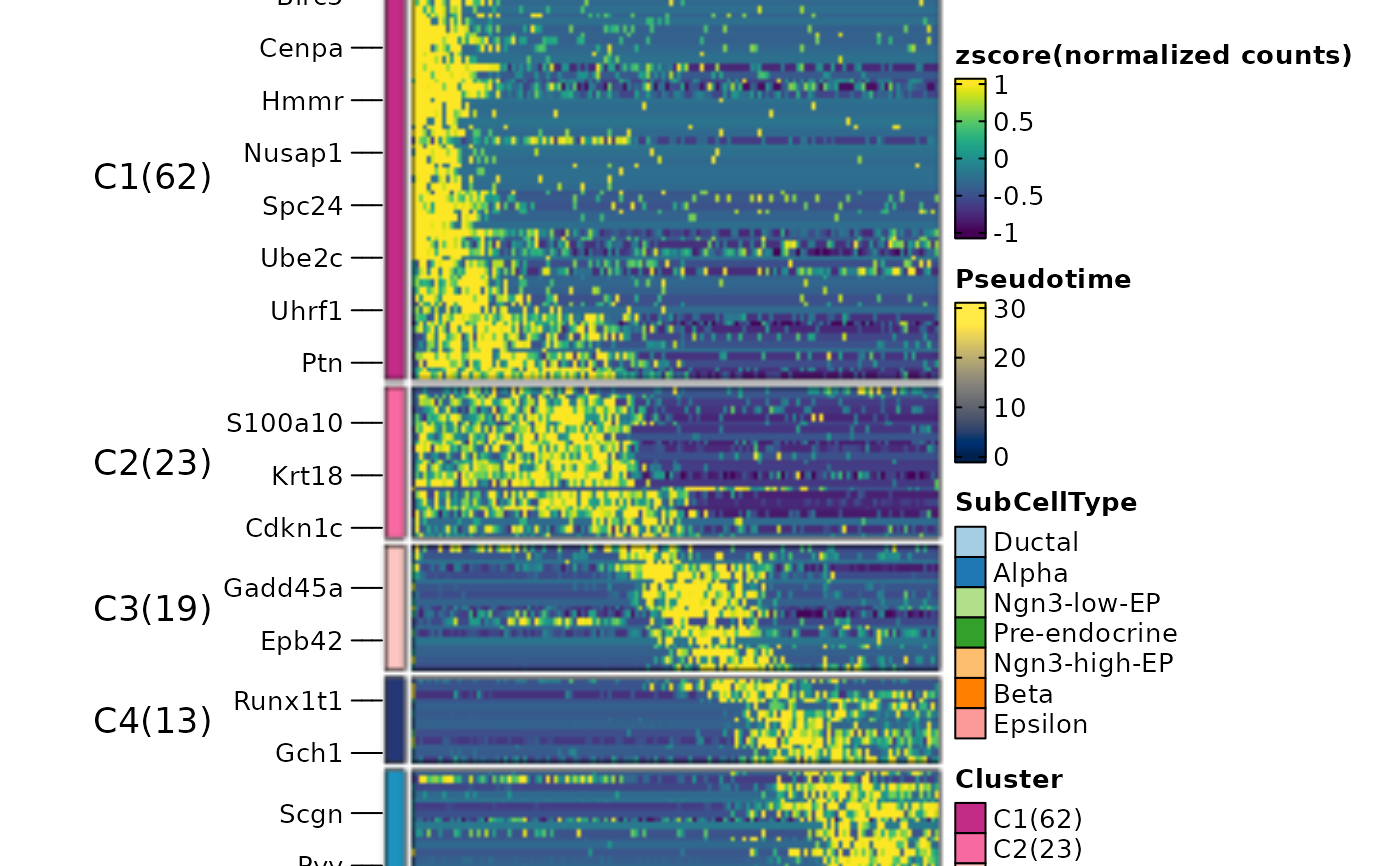 Cenpa
Hmmr
Nusap1
C1(62)
Spc24
Ube2c
Uhrf1
Ptn
S100a10
C2(23)
Krt18
Cdkn1c
Gadd45a
C3(19)
Epb42
Runx1t1
C4(13)
Gch1
Scgn
zscore(normalized counts)
1
0.5
0
-0.5
-1
Pseudotime
30
20
10
0
SubCellType
Ductal
Alpha
Ngn3-low-EP
Pre-endocrine
Ngn3-high-EP
Beta
Epsilon
Cluster
C1(62)
C2(23)